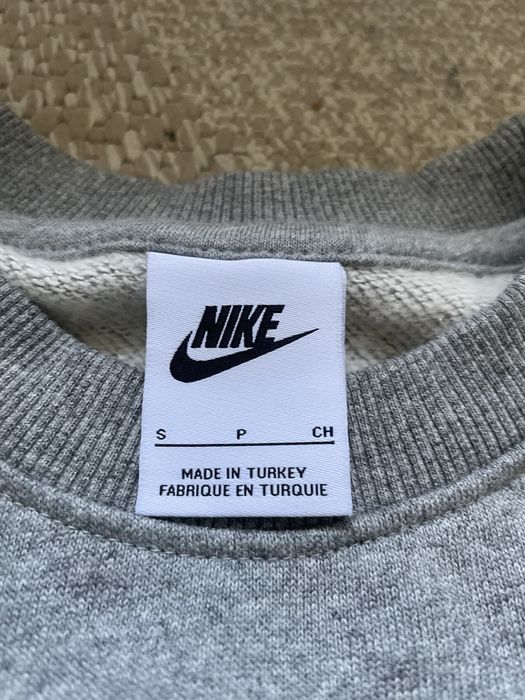 NIKE
S P CH
MADE IN TURKEY
FABRIQUE EN TURQUIE